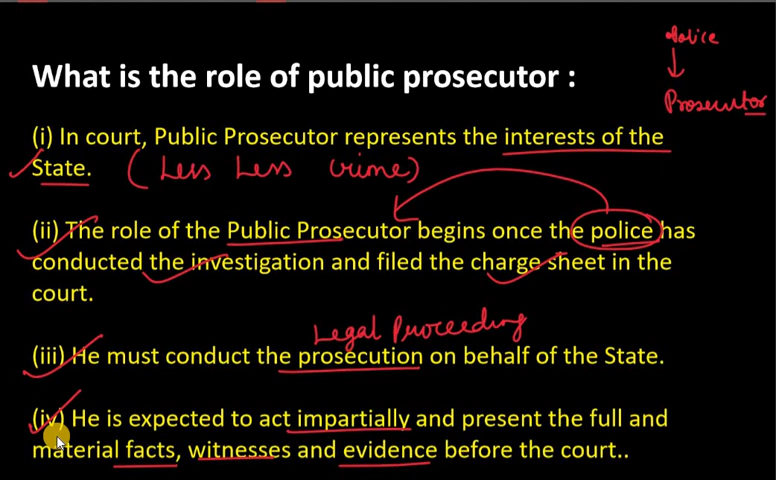 Police
↓
Prosecutor
What is the role of public prosecutor :
(i) In court, Public Prosecutor represents the interests of the
State. (Less Less crime)
(ii) The role of the Public Prosecutor begins once the police has
conducted the investigation and filed the charge sheet in the
court.
Legal Proceeding
(iii) He must conduct the prosecution on behalf of the State.
(iv) He is expected to act impartially and present the full and
material facts, witnesses and evidence before the court..